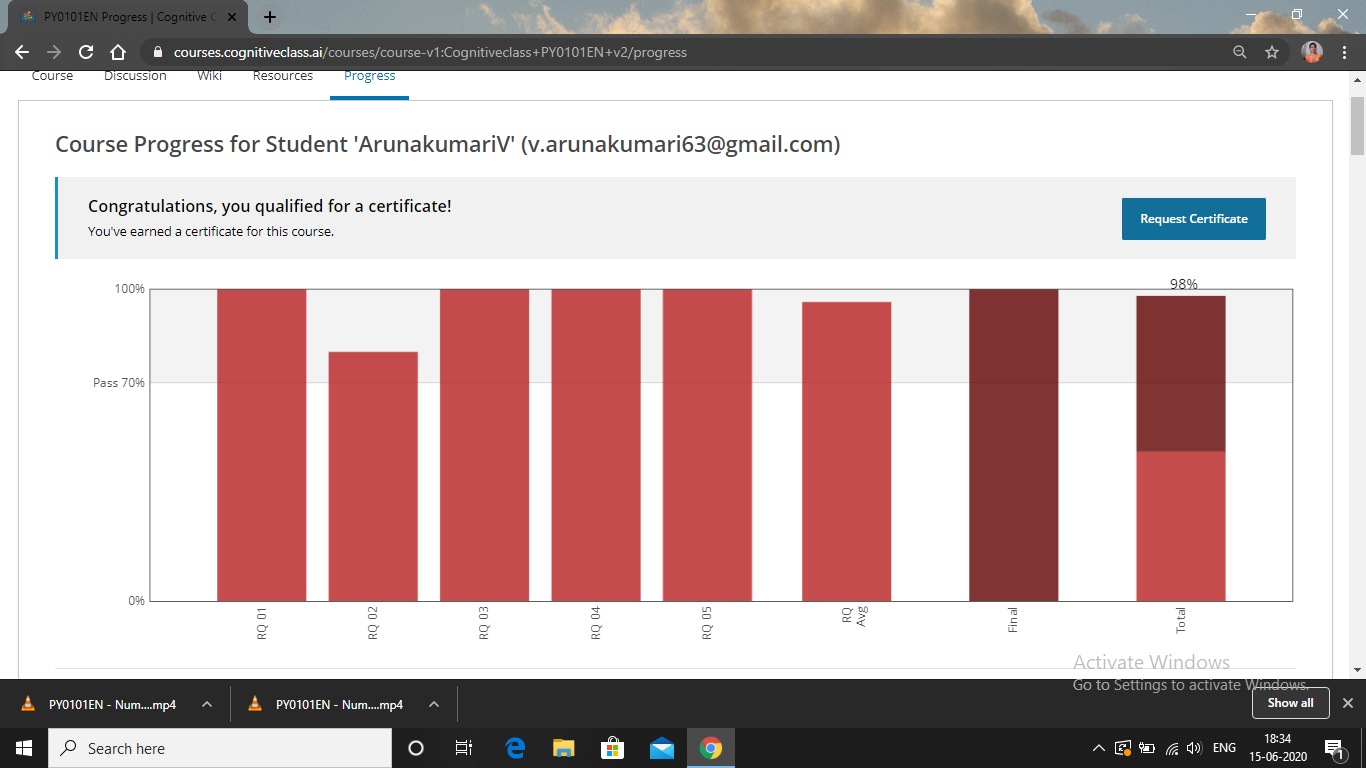 PY0101EN Progress | Cognitive C
courses.cognitiveclass.ai/courses/course-v1:Cognitiveclass+PY0101EN+v2/progress
Course Discussion Wiki Resources Progress
Course Progress for Student 'ArunakumariV' (v.arunakumari63@gmail.com)
Congratulations, you qualified for a certificate!
You've earned a certificate for this course.
Request Certificate
98%
100%
Pass 70%
0%
RQ 01
RQ 02
RQ 03
RQ 04
RQ 05
RQ
Avg
Final
Total
Activate Windows
Go to Settings to activate Windows.
PY0101EN - Num....mp4
PY0101EN - Num....mp4
Show all
Search here
ENG
18:34
15-06-2020
1